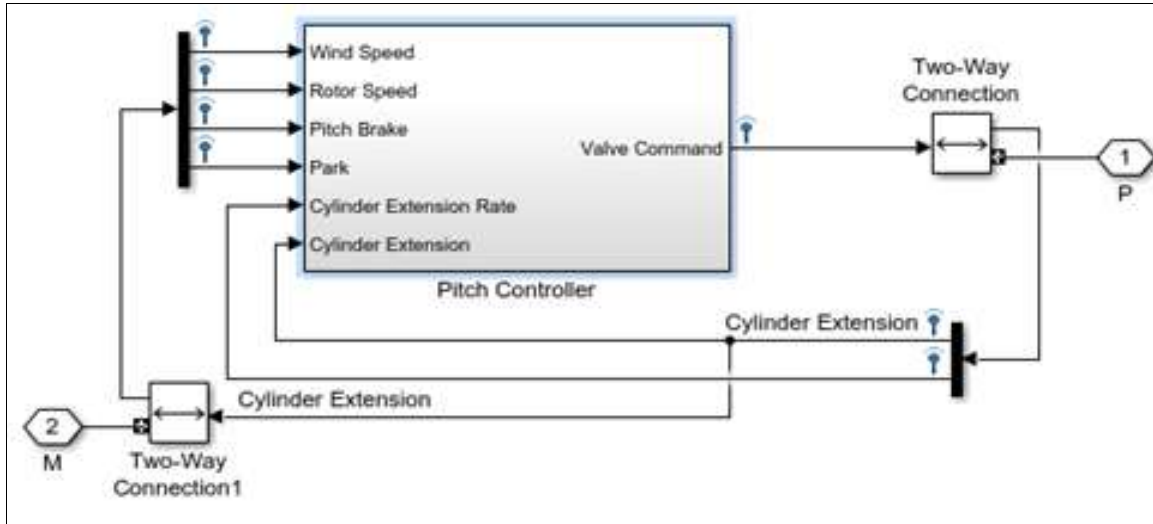 Wind Speed
Rotor Speed
Pitch Brake
Park
Cylinder Extension Rate
Cylinder Extension
Valve Command
Pitch Controller
Two-Way
Connection
1
P
Cylinder Extension
Cylinder Extension
2
M
Two-Way
Connection1